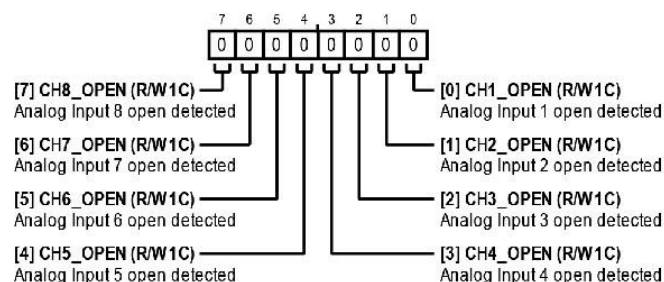 7 6 5 4 3 2 1 0
0 0 0 0 0 0 0 0
[7] CH8_OPEN (R/W1C)
Analog Input 8 open detected
[6] CH7_OPEN (R/W1C)
Analog Input 7 open detected
[5] CH6_OPEN (R/W1C)
Analog Input 6 open detected
[4] CH5_OPEN (R/W1C)
Analog Input 5 open detected
[0] CH1_OPEN (R/W1C)
Analog Input 1 open detected
[1] CH2_OPEN (R/W1C)
Analog Input 2 open detected
[2] CH3_OPEN (R/W1C)
Analog Input 3 open detected
[3] CH4_OPEN (R/W1C)
Analog Input 4 open detected